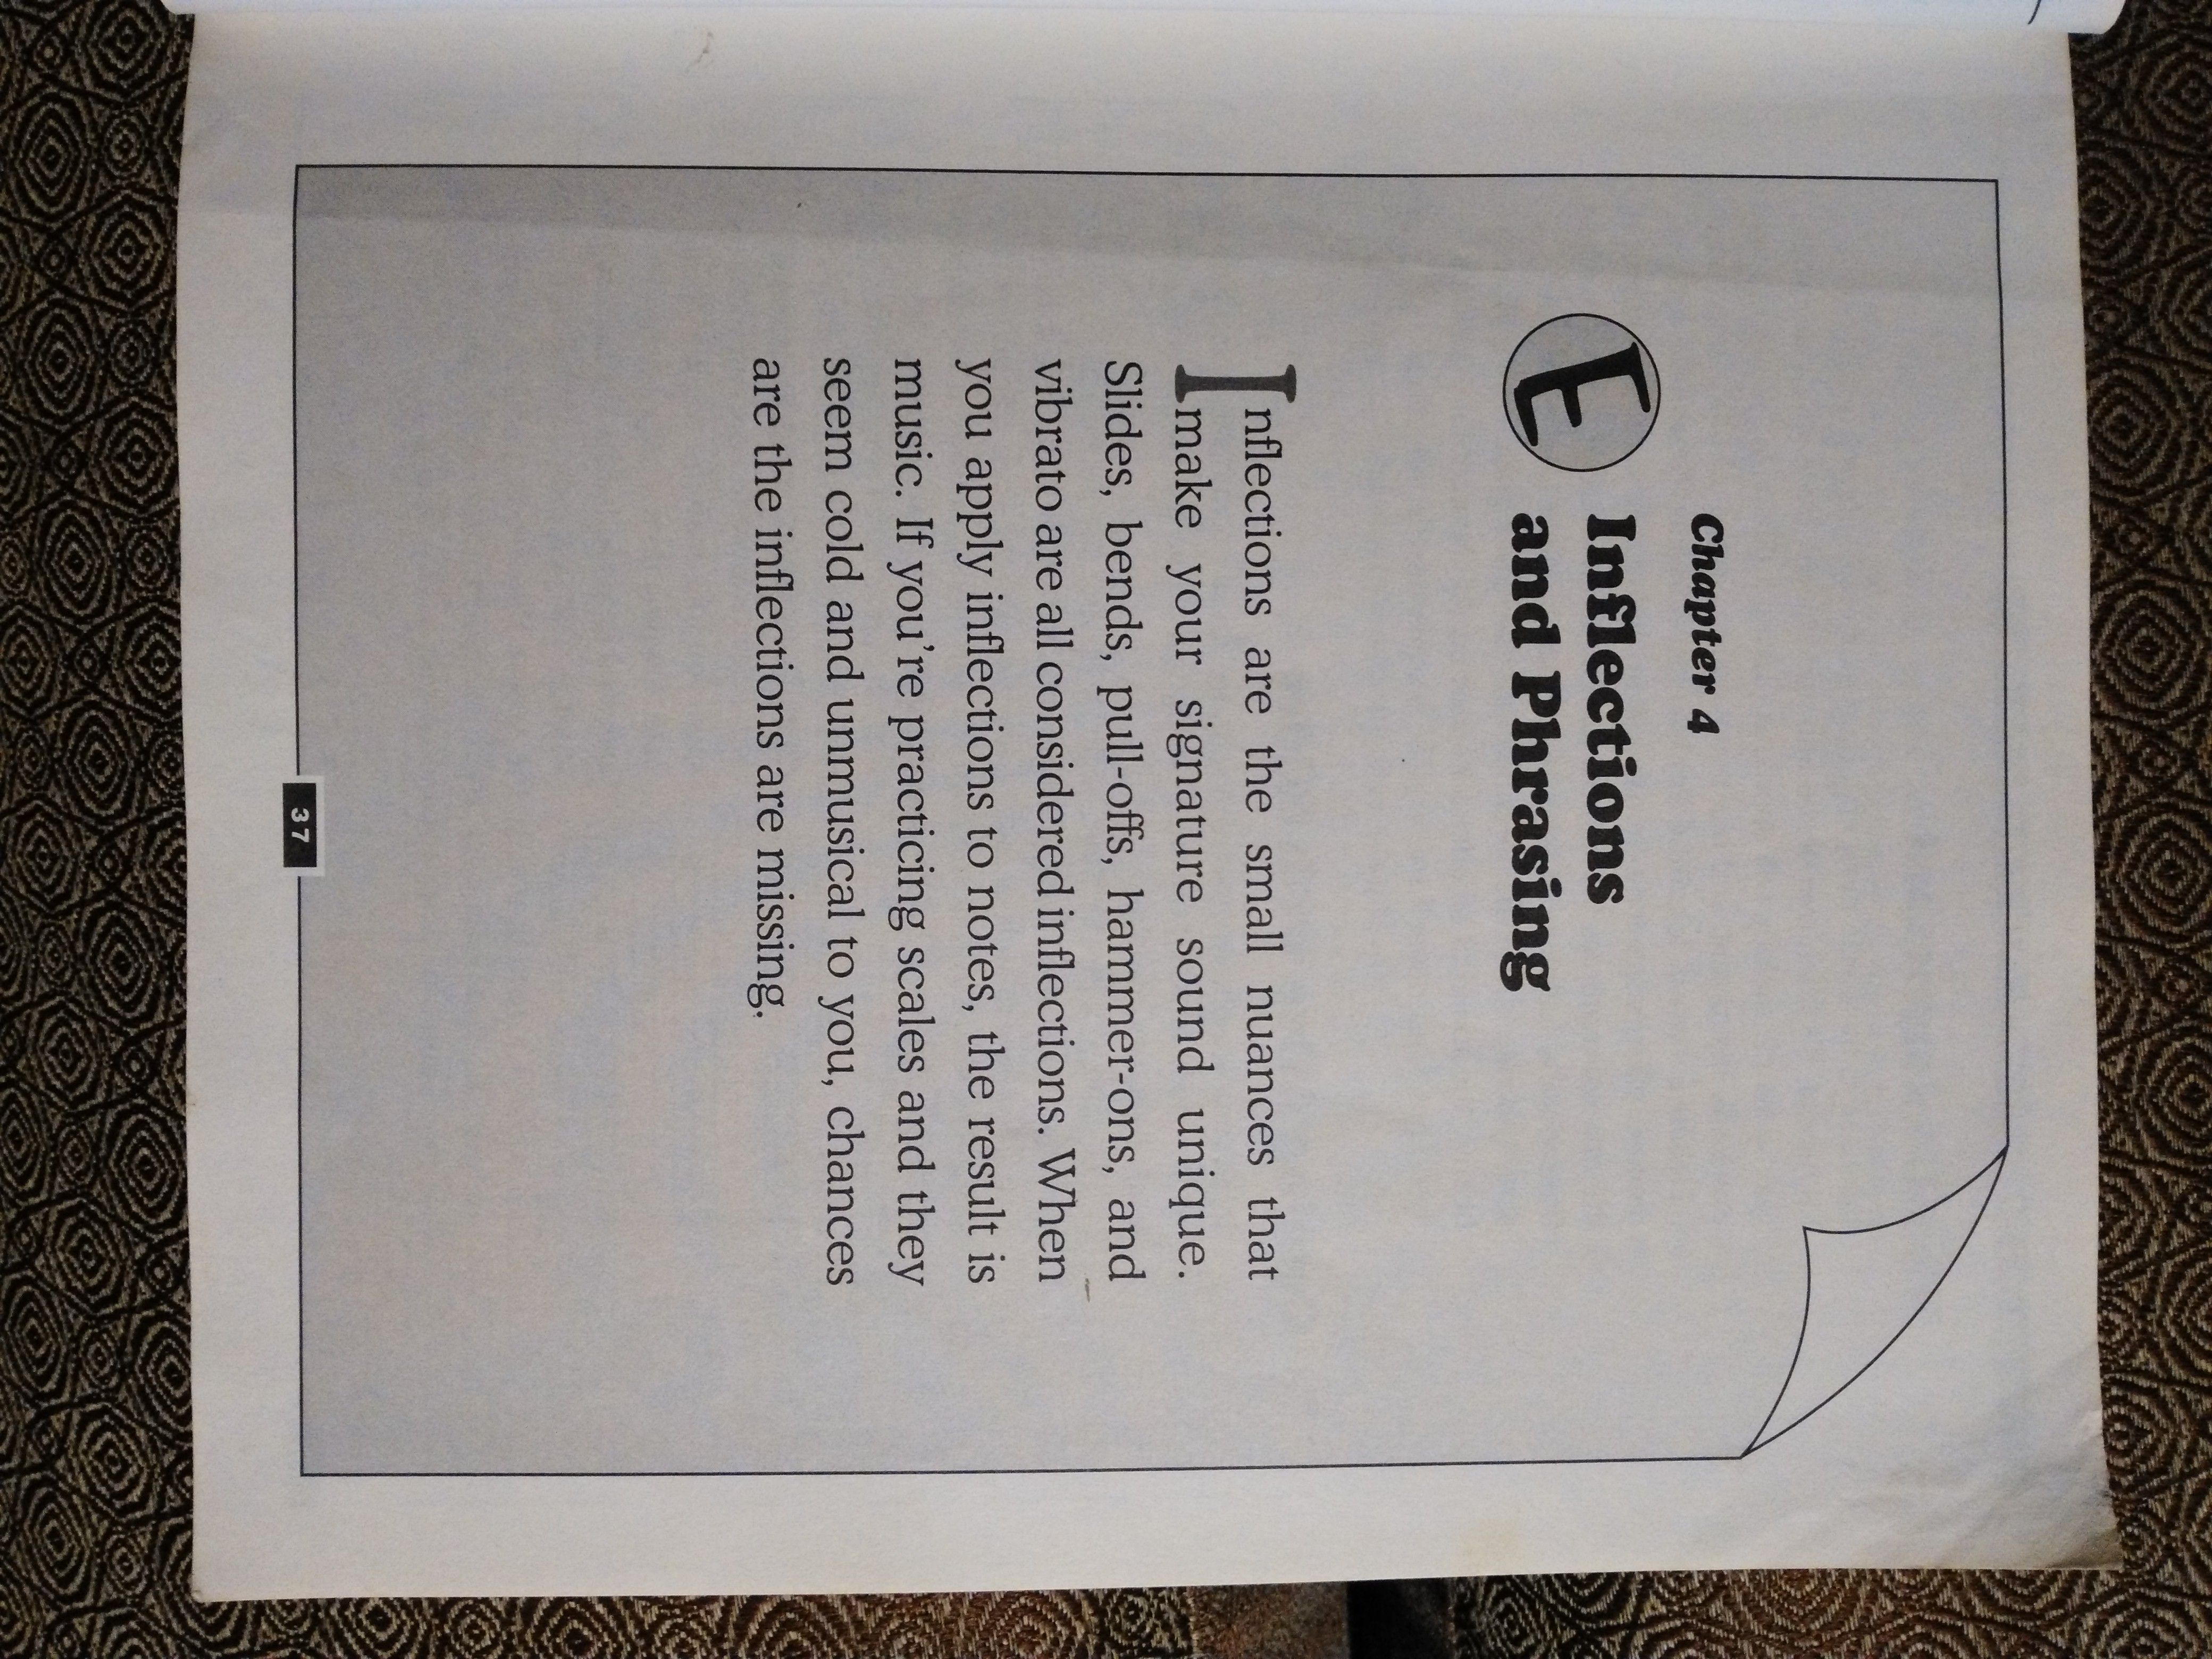 Chapter 4
E
Inflections
and Phrasing
Inflections are the small nuances that
make your signature sound unique.
Slides, bends, pull-offs, hammer-ons, and
vibrato are all considered inflections. When
you apply inflections to notes, the result is
music. If you're practicing scales and they
seem cold and unmusical to you, chances
are the inflections are missing.
37